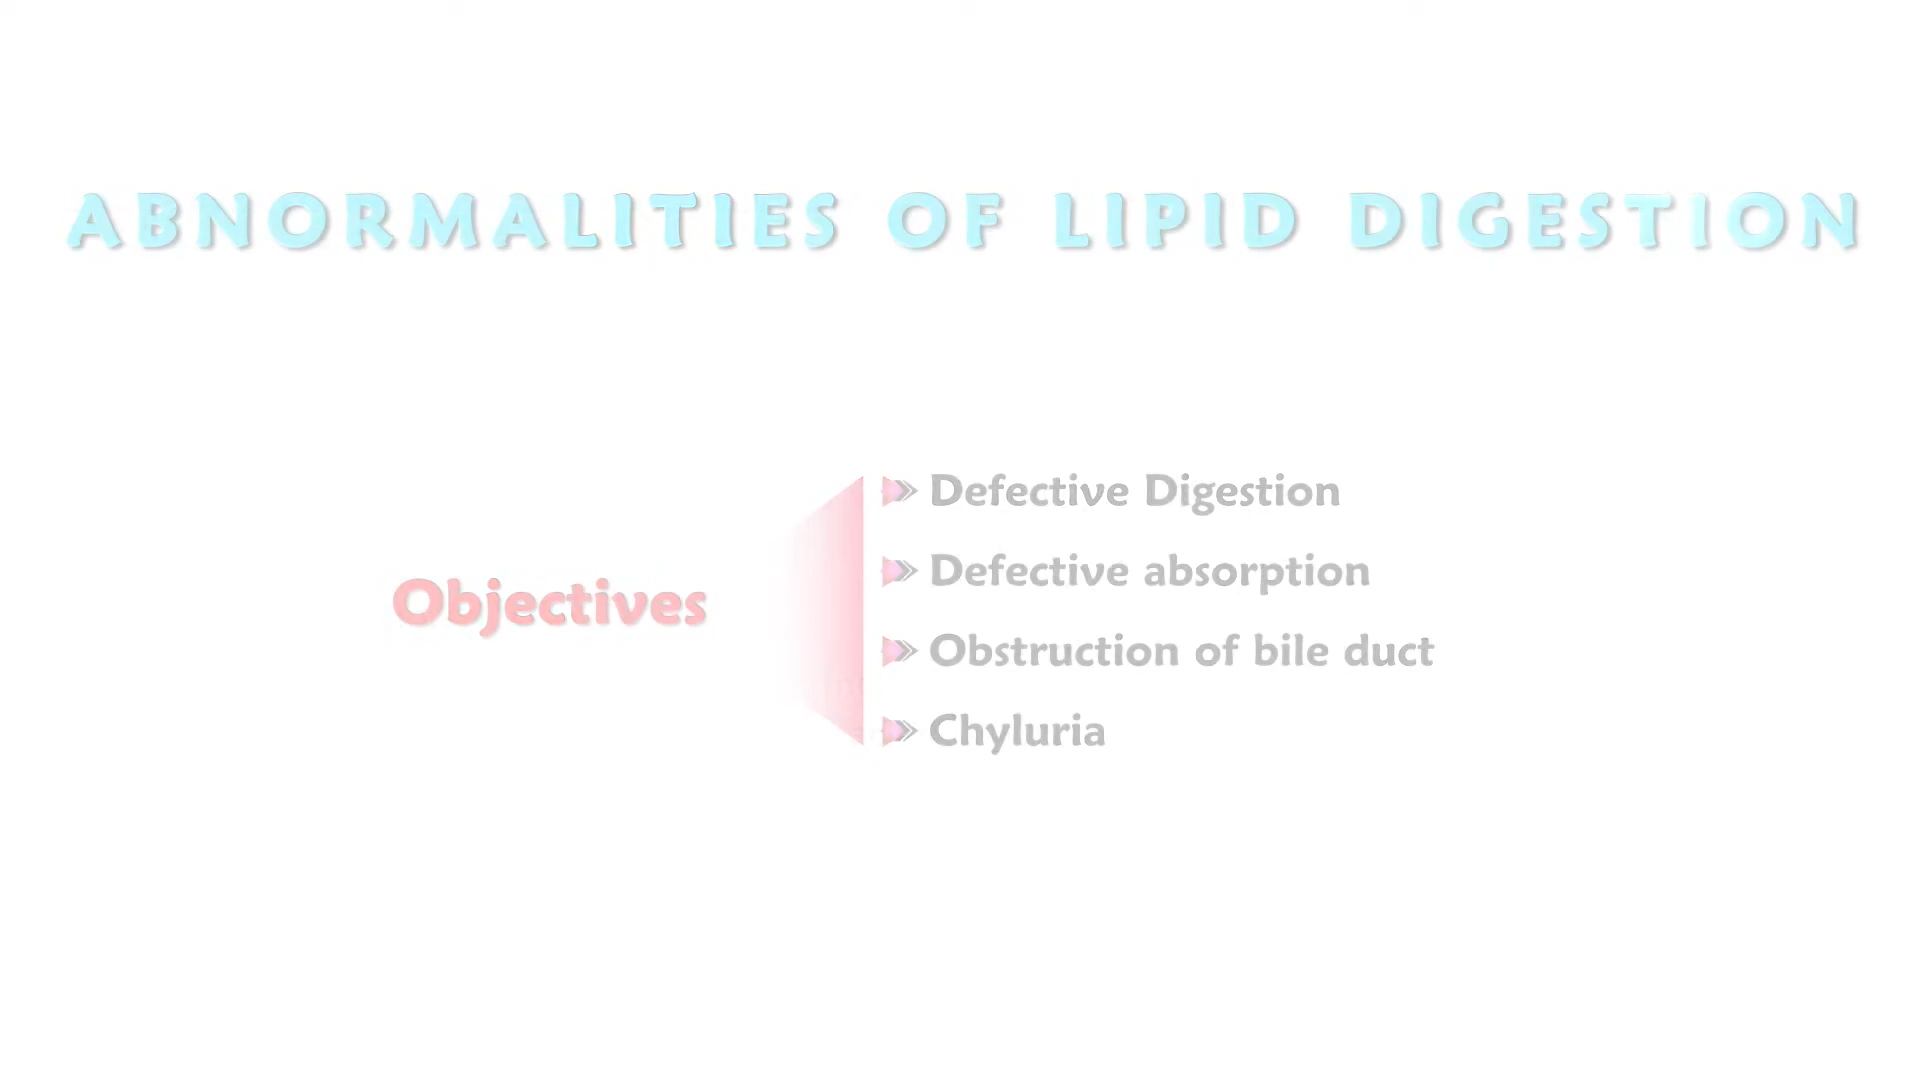 ABNORMALITIES OF LIPID DIGESTION
Objectives
Defective Digestion
Defective absorption
Obstruction of bile duct
Chyluria